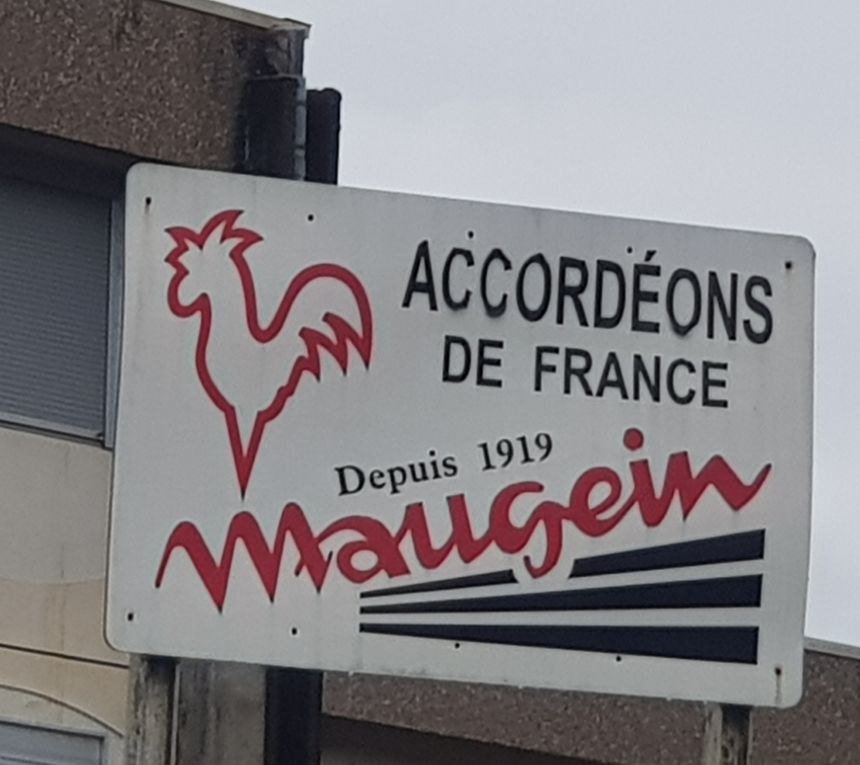 ACCORDÉONS
DE FRANCE
Depuis 1919
Maugein